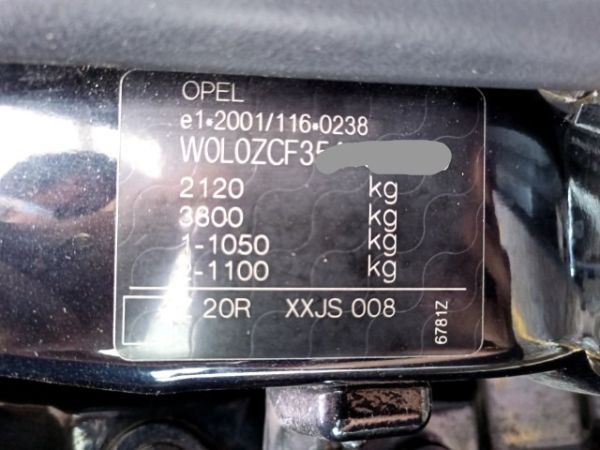 OPEL
e1*2001/116*0238
W0L0ZCF35
2120 kg
3800 kg
1-1050 kg
2-1100 kg
20R XXJS 008
6781Z